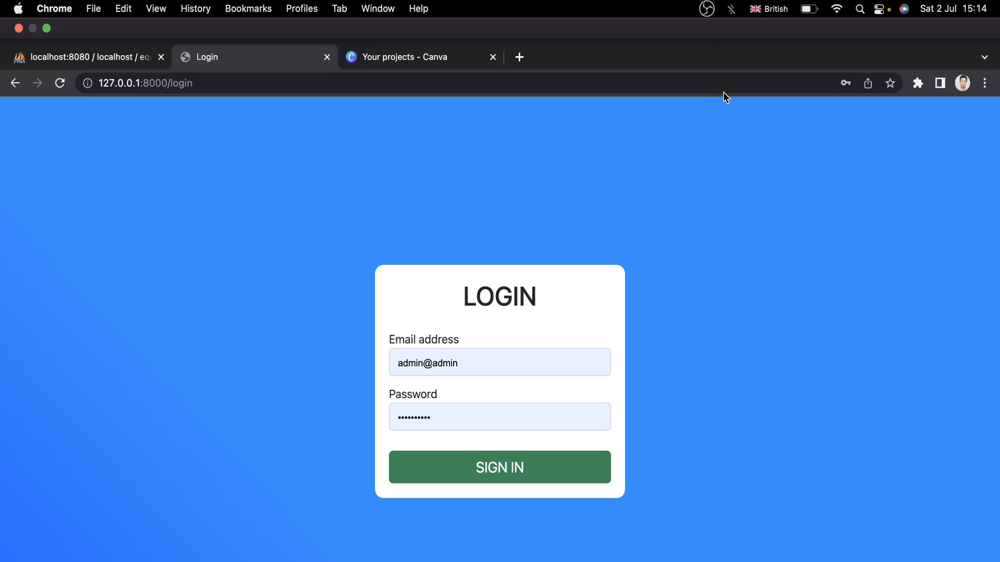 Chrome File Edit View History Bookmarks Profiles Tab Window Help British Sat 2 Jul 15:14
localhost:8080 / localhost / equ Login Your projects - Canva
127.0.0.1:8000/login
LOGIN
Email address
admin@admin
Password
••••••••••
SIGN IN